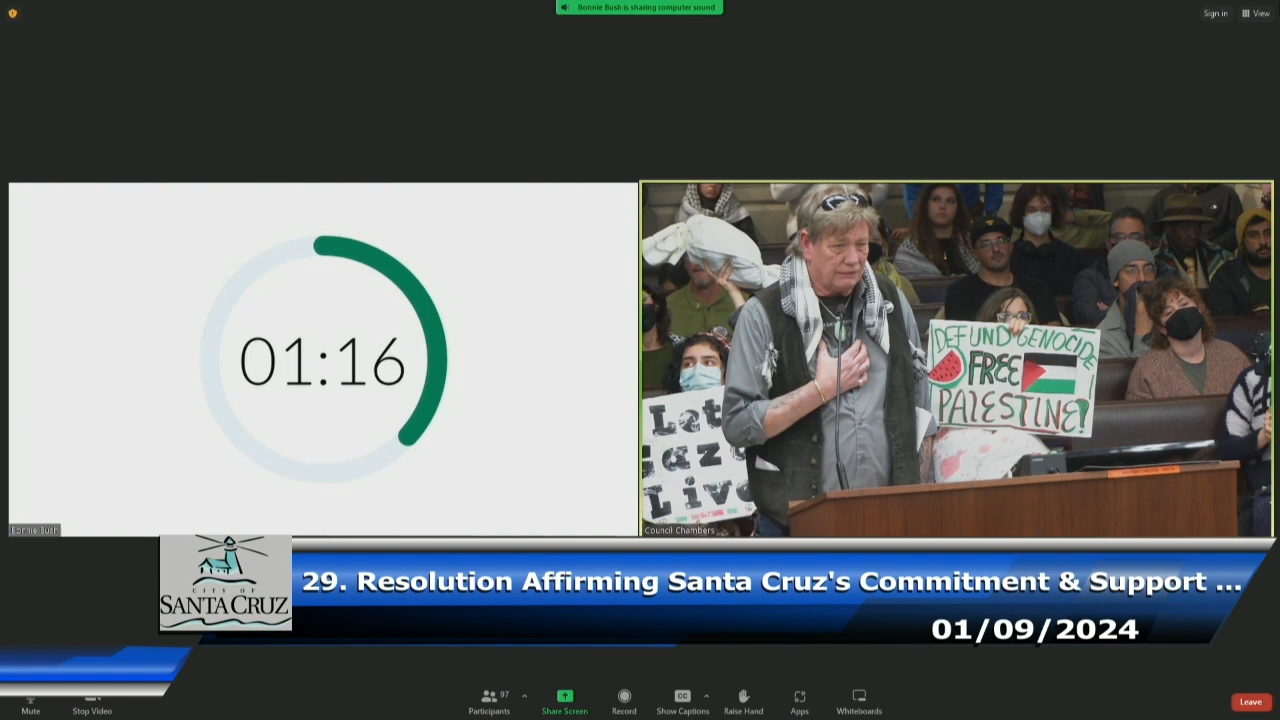 Bonnie Bush is sharing computer sound
Sign in
View
01:16
Bonnie Bush
Let
Gaza
Live
DEFUND GENOCIDE
FREE
PALESTINE!
Council Chambers
CITY OF
SANTA CRUZ
29. Resolution Affirming Santa Cruz's Commitment & Support ...
01/09/2024
Mute
Stop Video
Participants
97
Share Screen
CC
Show Captions
Record
Raise Hand
Apps
Whiteboards
Leave